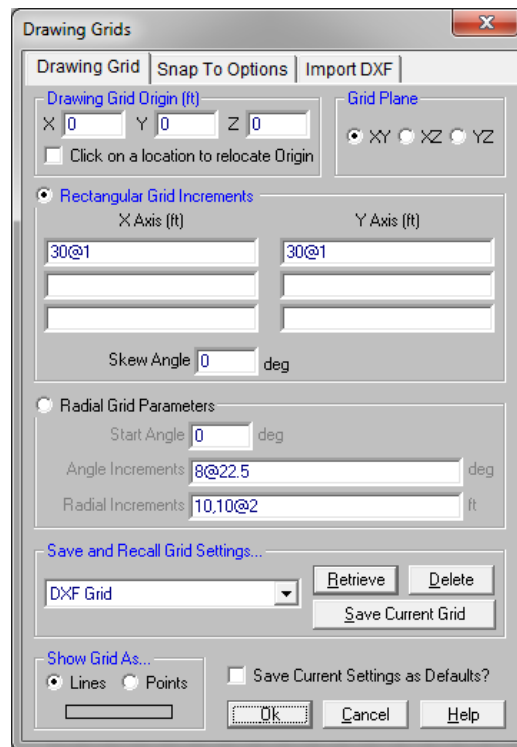 Drawing Grids
Drawing Grid Snap To Options Import DXF
Drawing Grid Origin (ft)
X 0 Y 0 Z 0
Click on a location to relocate Origin
Grid Plane
XY XZ YZ
Rectangular Grid Increments
X Axis (ft) Y Axis (ft)
30@1 30@1
Skew Angle 0 deg
Radial Grid Parameters
Start Angle 0 deg
Angle Increments 8@22.5 deg
Radial Increments 10,10@2 ft
Save and Recall Grid Settings...
DXF Grid
Retrieve Delete
Save Current Grid
Show Grid As...
Lines Points
Save Current Settings as Defaults?
Ok Cancel Help